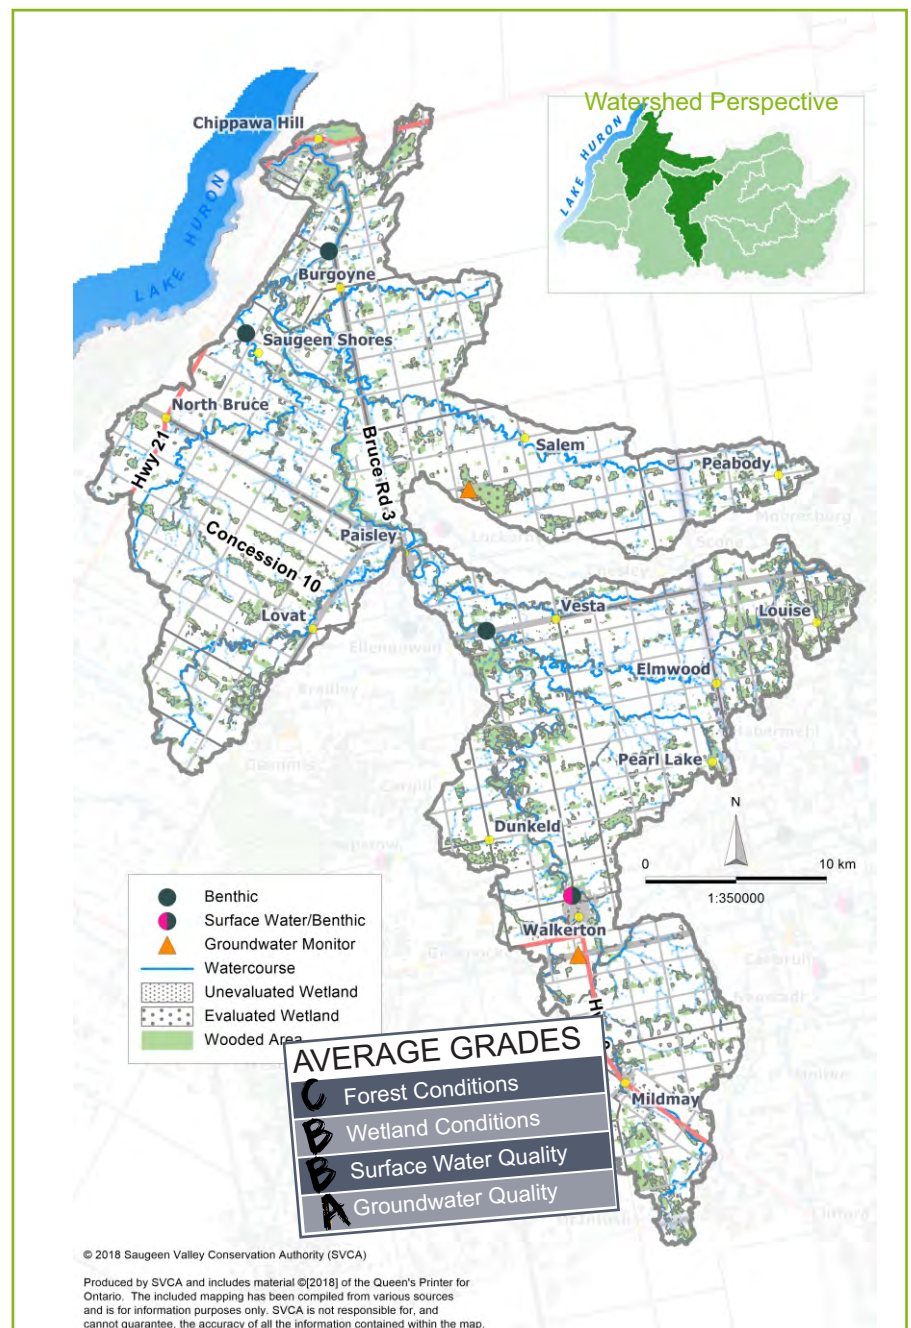 Watershed Perspective
LAKE HURON
Chippawa Hill
LAKE HURON
Burgoyne
Saugeen Shores
North Bruce
Hwy 21
Bruce Rd 3
Salem
Peabody
Mooresburg
Scone
Paisley
Concession 10
Chesley
Vesta
Louise
Lovat
Elmwood
Pearl Lake
Dunkeld
N
0 10 km
1:350000
Walkerton
Mildmay
Benthic
Surface Water/Benthic
Groundwater Monitor
Watercourse
Unevaluated Wetland
Evaluated Wetland
Wooded Area
AVERAGE GRADES
C Forest Conditions
B Wetland Conditions
B Surface Water Quality
A Groundwater Quality
© 2018 Saugeen Valley Conservation Authority (SVCA)
Produced by SVCA and includes material ©[2018] of the Queen's Printer for
Ontario. The included mapping has been compiled from various sources
and is for information purposes only. SVCA is not responsible for, and
cannot guarantee, the accuracy of all the information contained within the map.